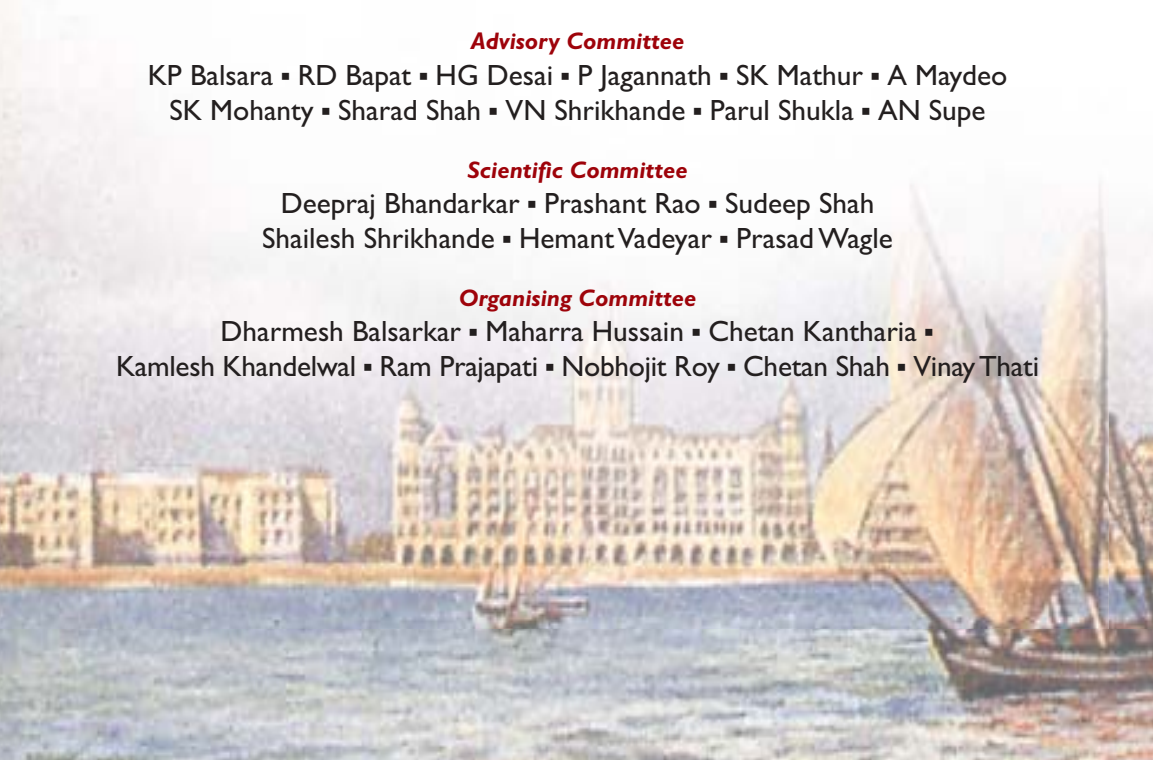 Advisory Committee
KP Balsara ▪ RD Bapat ▪ HG Desai ▪ P Jagannath ▪ SK Mathur ▪ A Maydeo
SK Mohanty ▪ Sharad Shah ▪ VN Shrikhande ▪ Parul Shukla ▪ AN Supe
Scientific Committee
Deepraj Bhandarkar ▪ Prashant Rao ▪ Sudeep Shah
Shailesh Shrikhande ▪ Hemant Vadeyar ▪ Prasad Wagle
Organising Committee
Dharmesh Balsarkar ▪ Maharra Hussain ▪ Chetan Kantharia ▪
Kamlesh Khandelwal ▪ Ram Prajapati ▪ Nobhojit Roy ▪ Chetan Shah ▪ Vinay Thati